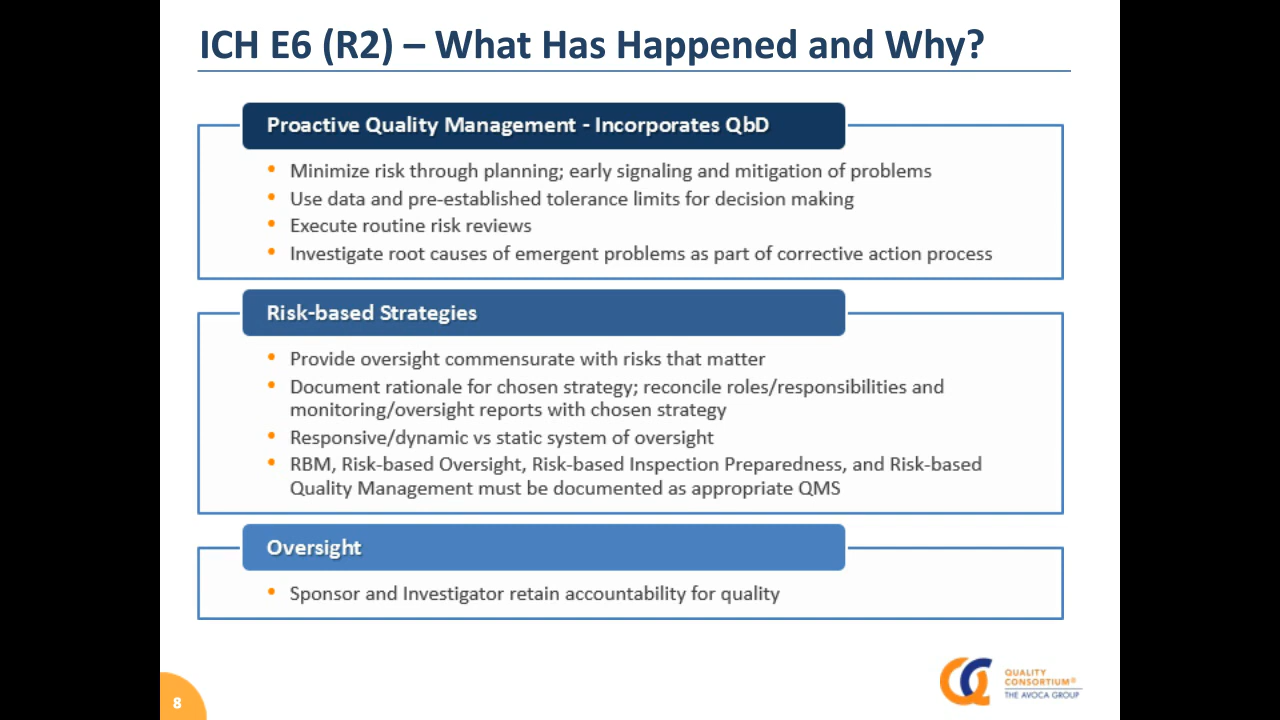 ICH E6 (R2) – What Has Happened and Why?
Proactive Quality Management - Incorporates QbD
• Minimize risk through planning; early signaling and mitigation of problems
• Use data and pre-established tolerance limits for decision making
• Execute routine risk reviews
• Investigate root causes of emergent problems as part of corrective action process
Risk-based Strategies
• Provide oversight commensurate with risks that matter
• Document rationale for chosen strategy; reconcile roles/responsibilities and
monitoring/oversight reports with chosen strategy
• Responsive/dynamic vs static system of oversight
• RBM, Risk-based Oversight, Risk-based Inspection Preparedness, and Risk-based
Quality Management must be documented as appropriate QMS
Oversight
• Sponsor and Investigator retain accountability for quality
8
QUALITY
CONSORTIUM®
THE AVOCA GROUP